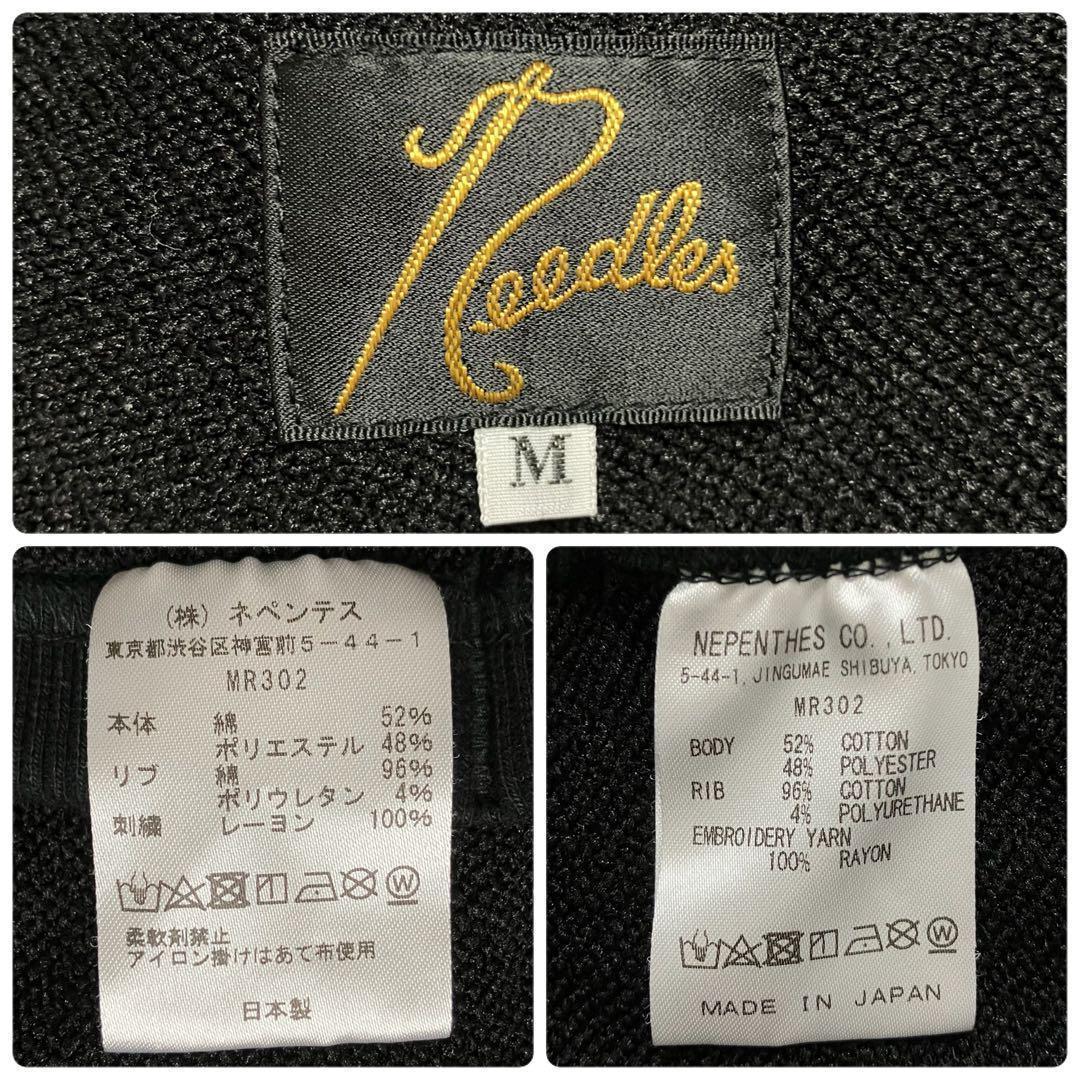 Needles
M
(株) ネペンテス
東京都渋谷区神宮前5-44-1
MR302
本体 綿 52%
ポリエステル 48%
リブ 綿 96%
ポリウレタン 4%
刺繍 レーヨン 100%
W
柔軟剤禁止
アイロン掛けはあて布使用
日本製
NEPENTHES CO., LTD.
5-44-1, JINGUMAE SHIBUYA, TOKYO
MR302
BODY 52% COTTON
48% POLYESTER
RIB 96% COTTON
4% POLYURETHANE
EMBROIDERY YARN
100% RAYON
W
MADE IN JAPAN